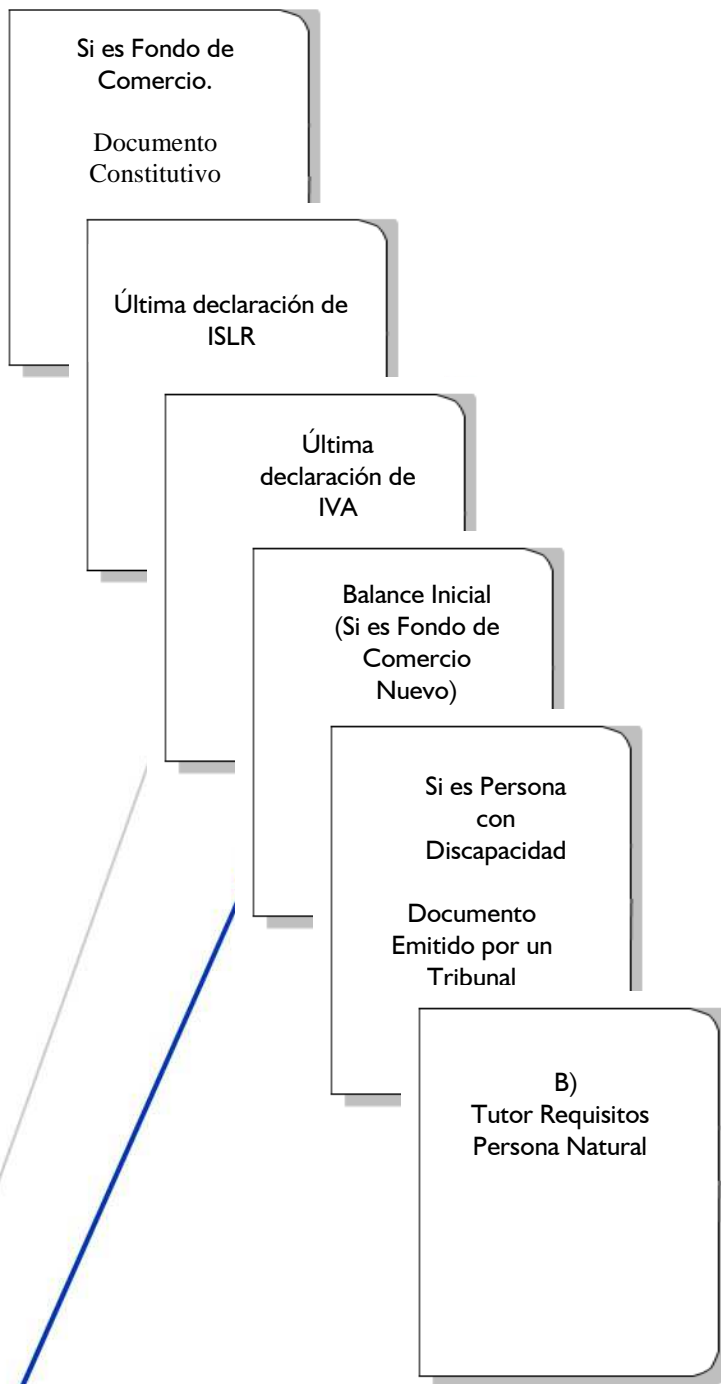 Si es Fondo de
Comercio.
Documento
Constitutivo
Última declaración de
ISLR
Última
declaración de
IVA
Balance Inicial
(Si es Fondo de
Comercio
Nuevo)
Si es Persona
con
Discapacidad
Documento
Emitido por un
Tribunal
B)
Tutor Requisitos
Persona Natural